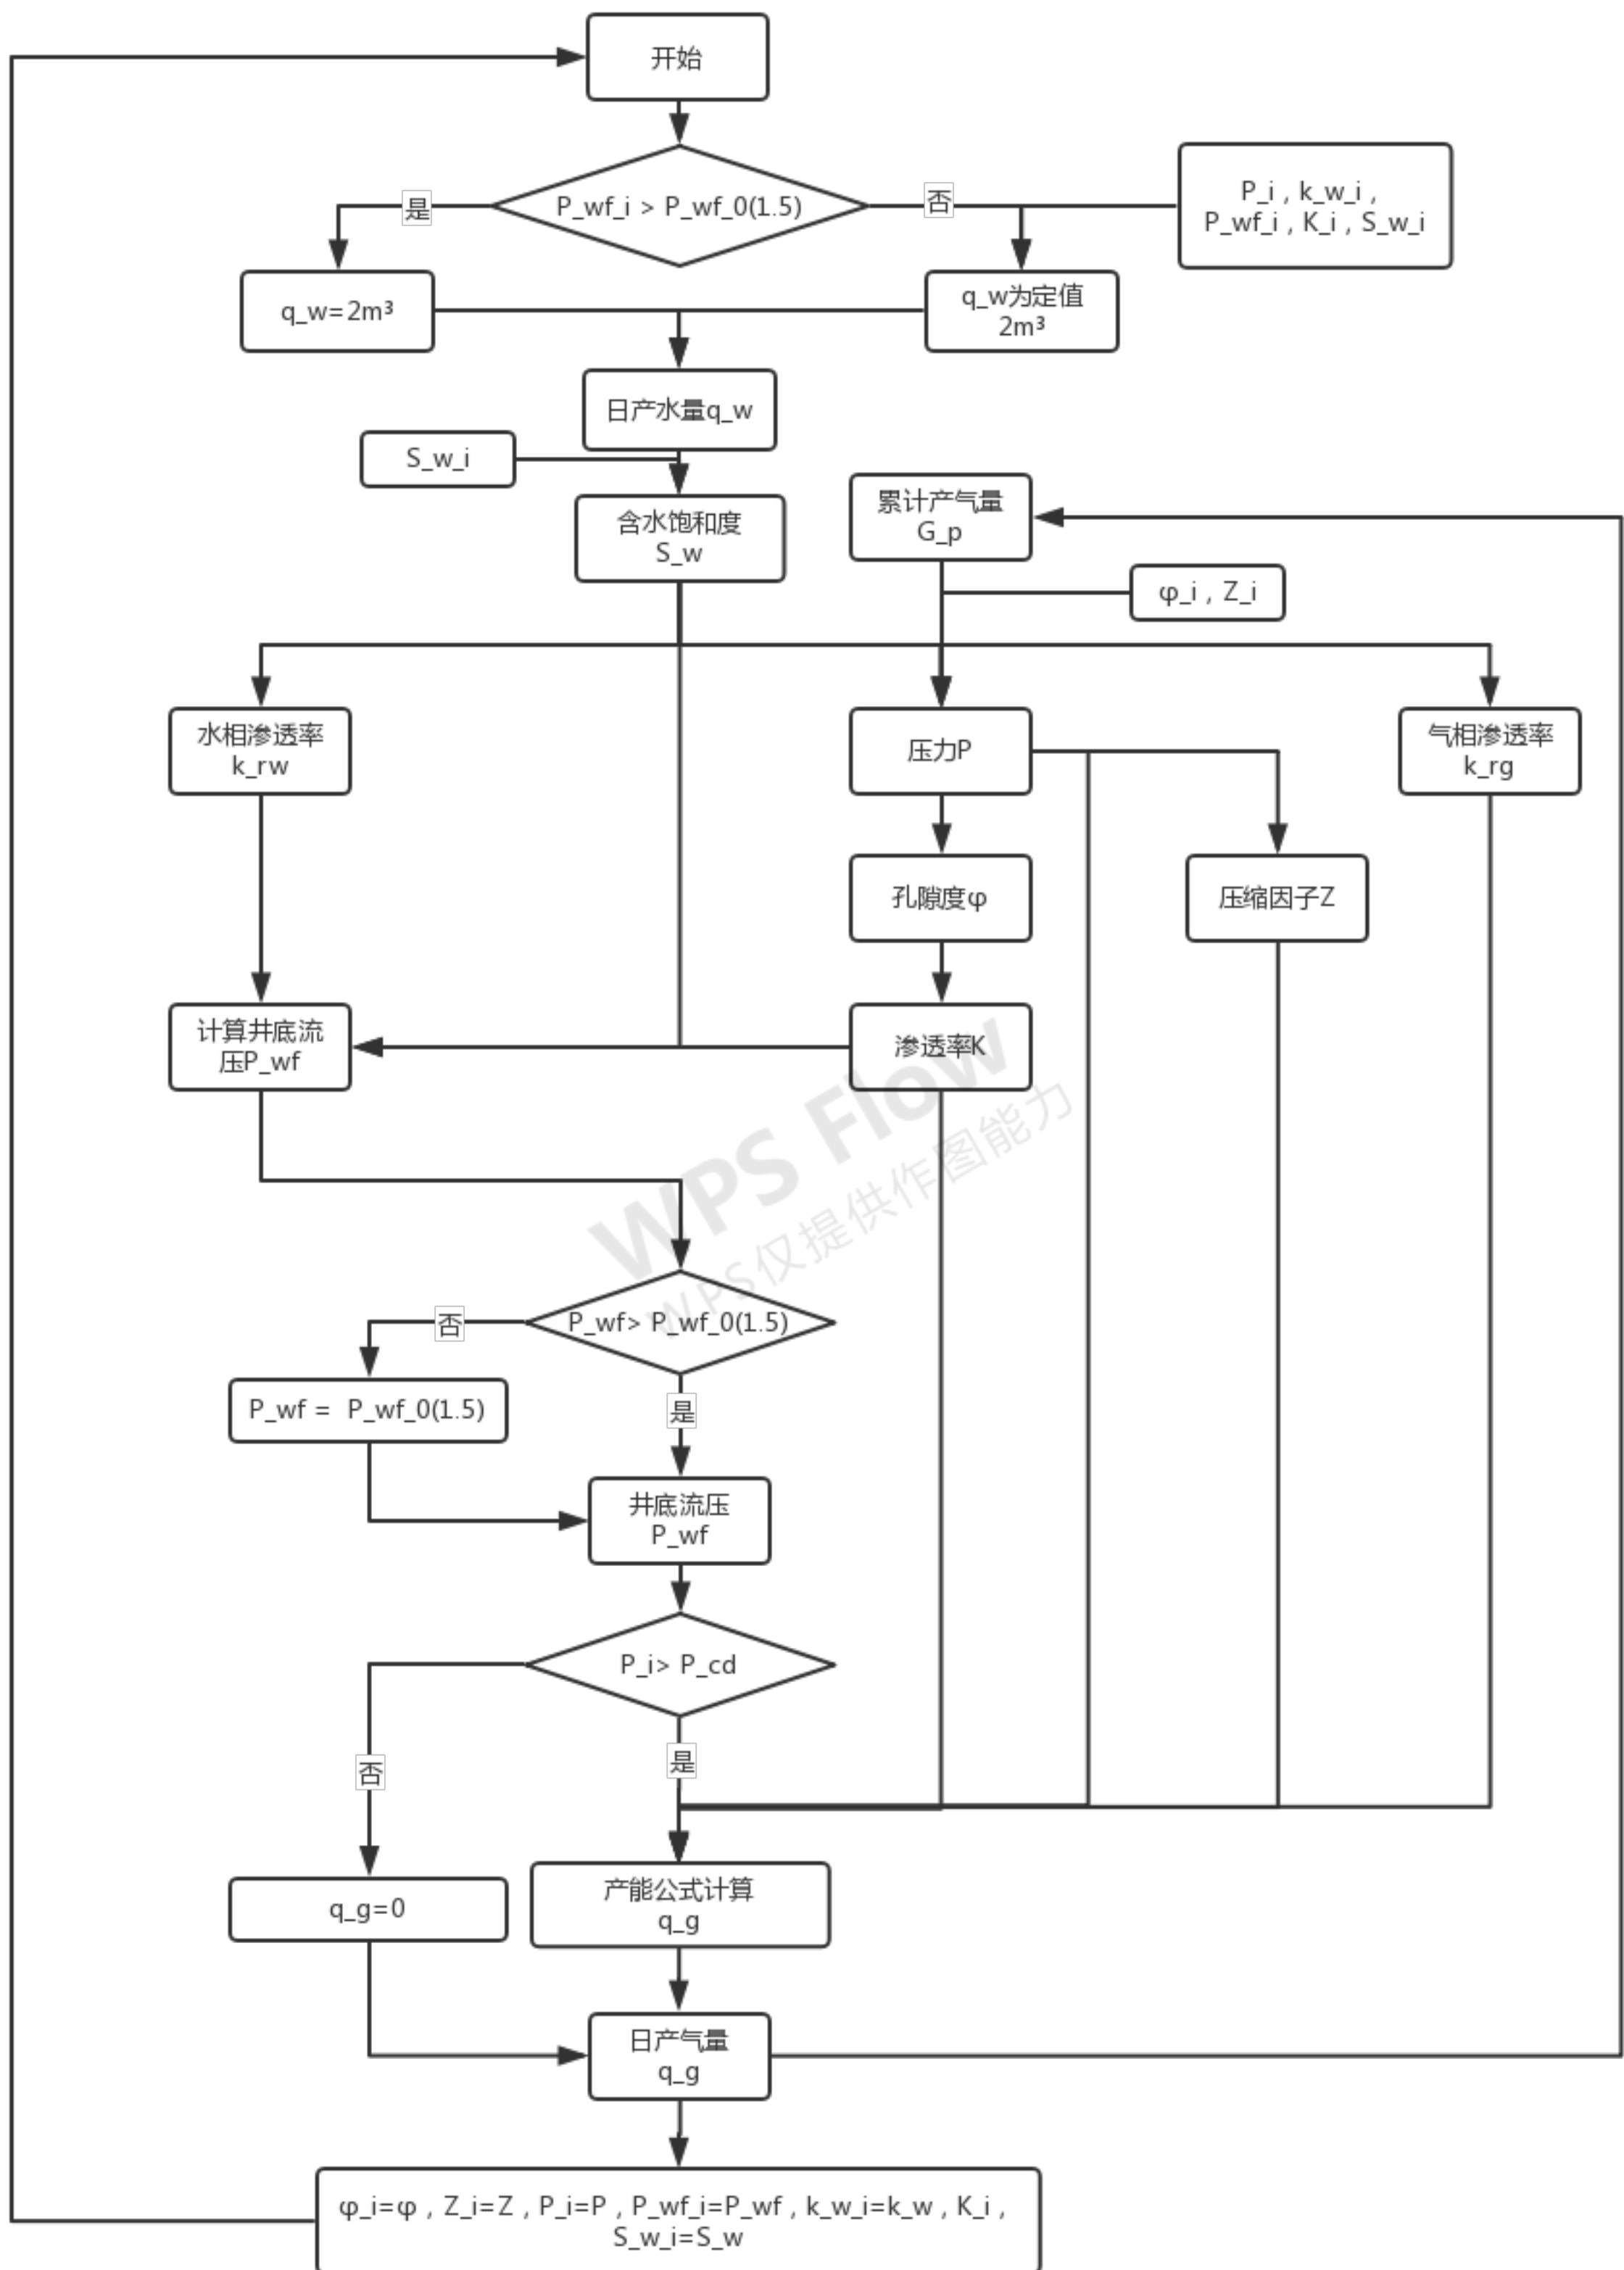 开始
P_wf_i > P_wf_0(1.5)
是
否
P_i , k_w_i ,
P_wf_i , K_i , S_w_i
q_w=2m³
q_w为定值
2m³
日产水量q_w
S_w_i
含水饱和度
S_w
累计产气量
G_p
φ_i , Z_i
水相渗透率
k_rw
压力P
气相渗透率
k_rg
孔隙度φ
压缩因子Z
计算井底流
压P_wf
渗透率K
WPS Flow
WPS仅提供作图能力
P_wf> P_wf_0(1.5)
否
P_wf = P_wf_0(1.5)
是
井底流压
P_wf
P_i> P_cd
否
是
q_g=0
产能公式计算
q_g
日产气量
q_g
φ_i=φ , Z_i=Z , P_i=P , P_wf_i=P_wf , k_w_i=k_w , K_i ,
S_w_i=S_w